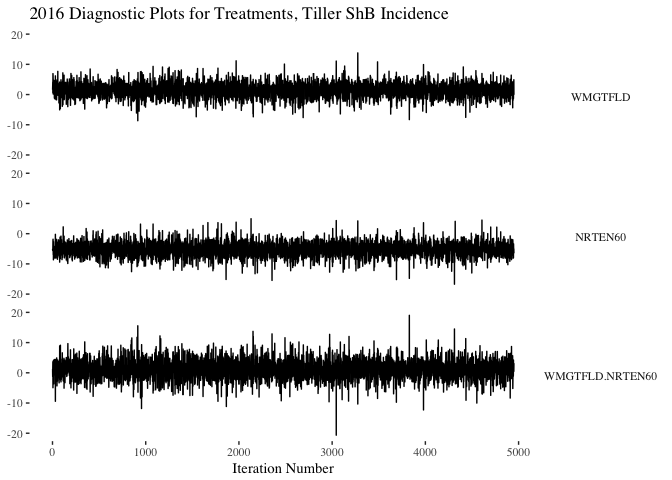 2016 Diagnostic Plots for Treatments, Tiller ShB Incidence
20
10
0
-10
-20
WMGTFLD
20
10
0
-10
-20
NRTEN60
20
10
0
-10
-20
WMGTFLD.NRTEN60
0 1000 2000 3000 4000 5000
Iteration Number